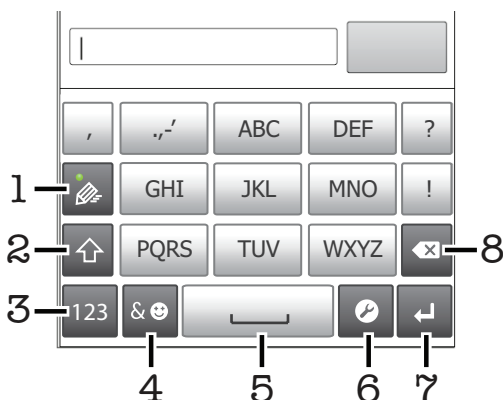 , .,-′ ABC DEF ?
1 GHI JKL MNO !
2 PQRS TUV WXYZ 8
3 123 &
4 5 6 7